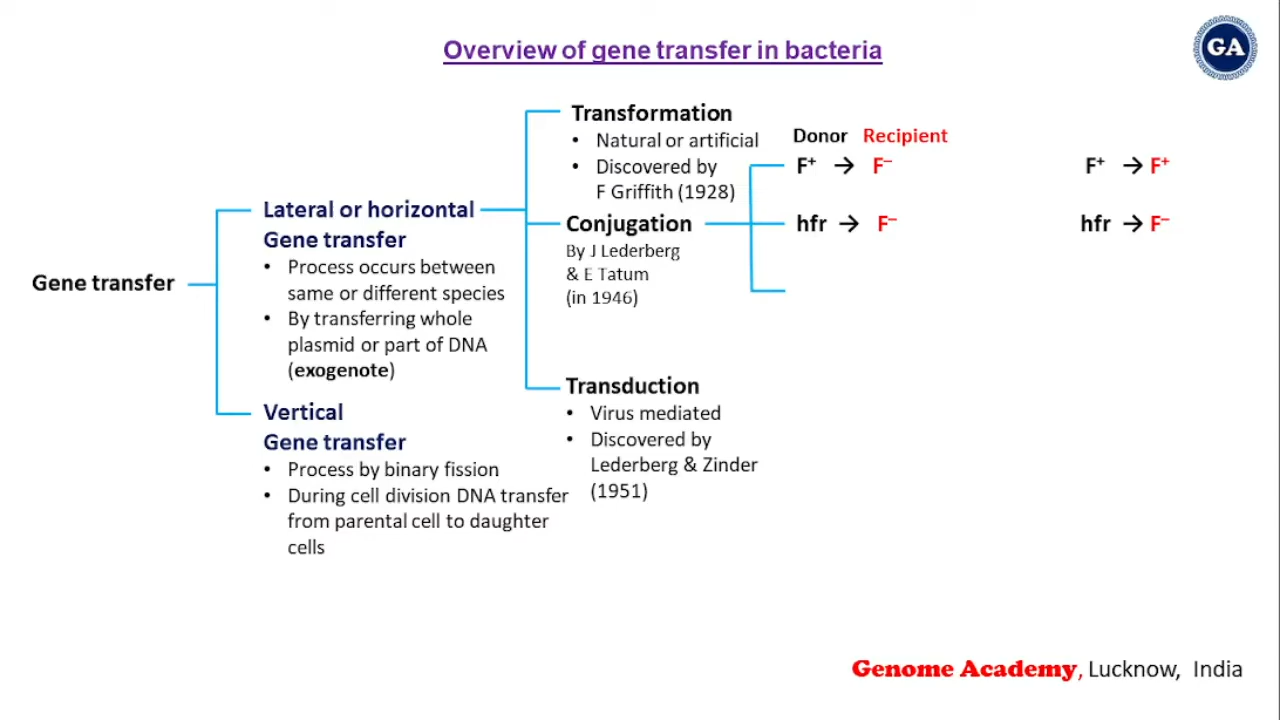 Overview of gene transfer in bacteria
GA
Gene transfer
Lateral or horizontal
Gene transfer
• Process occurs between
same or different species
• By transferring whole
plasmid or part of DNA
(exogenote)
Vertical
Gene transfer
• Process by binary fission
• During cell division DNA transfer
from parental cell to daughter
cells
Transformation
• Natural or artificial
• Discovered by
F Griffith (1928)
Conjugation
By J Lederberg
& E Tatum
(in 1946)
Transduction
• Virus mediated
• Discovered by
Lederberg & Zinder
(1951)
Donor Recipient
F⁺ → F⁻ F⁺ → F⁺
hfr → F⁻ hfr → F⁻
Genome Academy, Lucknow, India